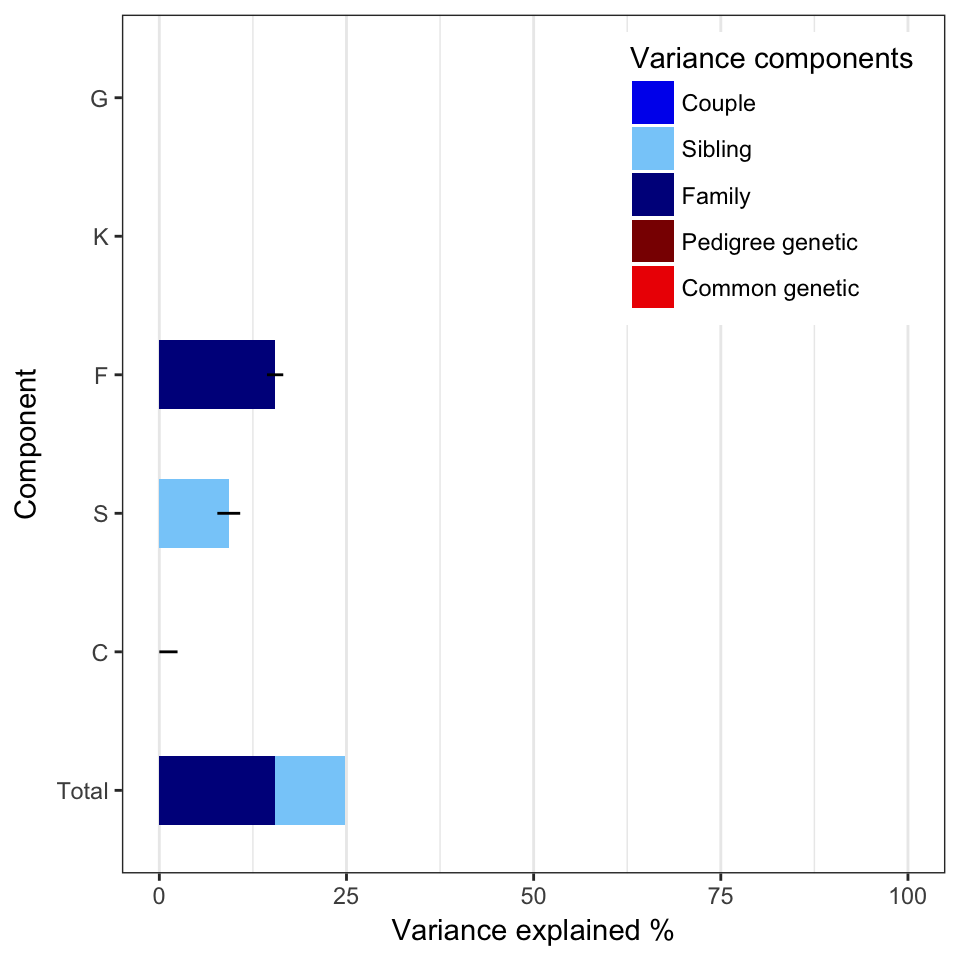 Variance components
Couple
Sibling
Family
Pedigree genetic
Common genetic
G
K
F
S
C
Total
Component
0 25 50 75 100
Variance explained %